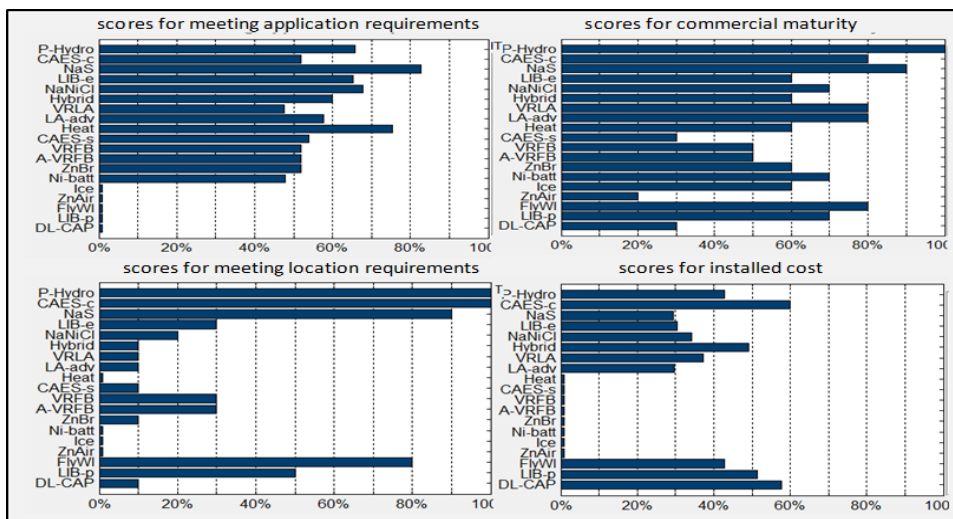 scores for meeting application requirements
P-Hydro
CAES-c
NaS
LIB-e
NaNiCl
Hybrid
VRLA
LA-adv
Heat
CAES-s
VRFB
A-VRFB
ZnBr
Ni-batt
Ice
ZnAir
FlyWl
LIB-p
DL-CAP
0% 20% 40% 60% 80% 100
scores for commercial maturity
P-Hydro
CAES-c
NaS
LIB-e
NaNiCl
Hybrid
VRLA
LA-adv
Heat
CAES-s
VRFB
A-VRFB
ZnBr
Ni-batt
Ice
ZnAir
FlyWl
LIB-p
DL-CAP
0% 20% 40% 60% 80% 100
scores for meeting location requirements
P-Hydro
CAES-c
NaS
LIB-e
NaNiCl
Hybrid
VRLA
LA-adv
Heat
CAES-s
VRFB
A-VRFB
ZnBr
Ni-batt
Ice
ZnAir
FlyWl
LIB-p
DL-CAP
0% 20% 40% 60% 80% 100
scores for installed cost
P-Hydro
CAES-c
NaS
LIB-e
NaNiCl
Hybrid
VRLA
LA-adv
Heat
CAES-s
VRFB
A-VRFB
ZnBr
Ni-batt
Ice
ZnAir
FlyWl
LIB-p
DL-CAP
0% 20% 40% 60% 80% 100